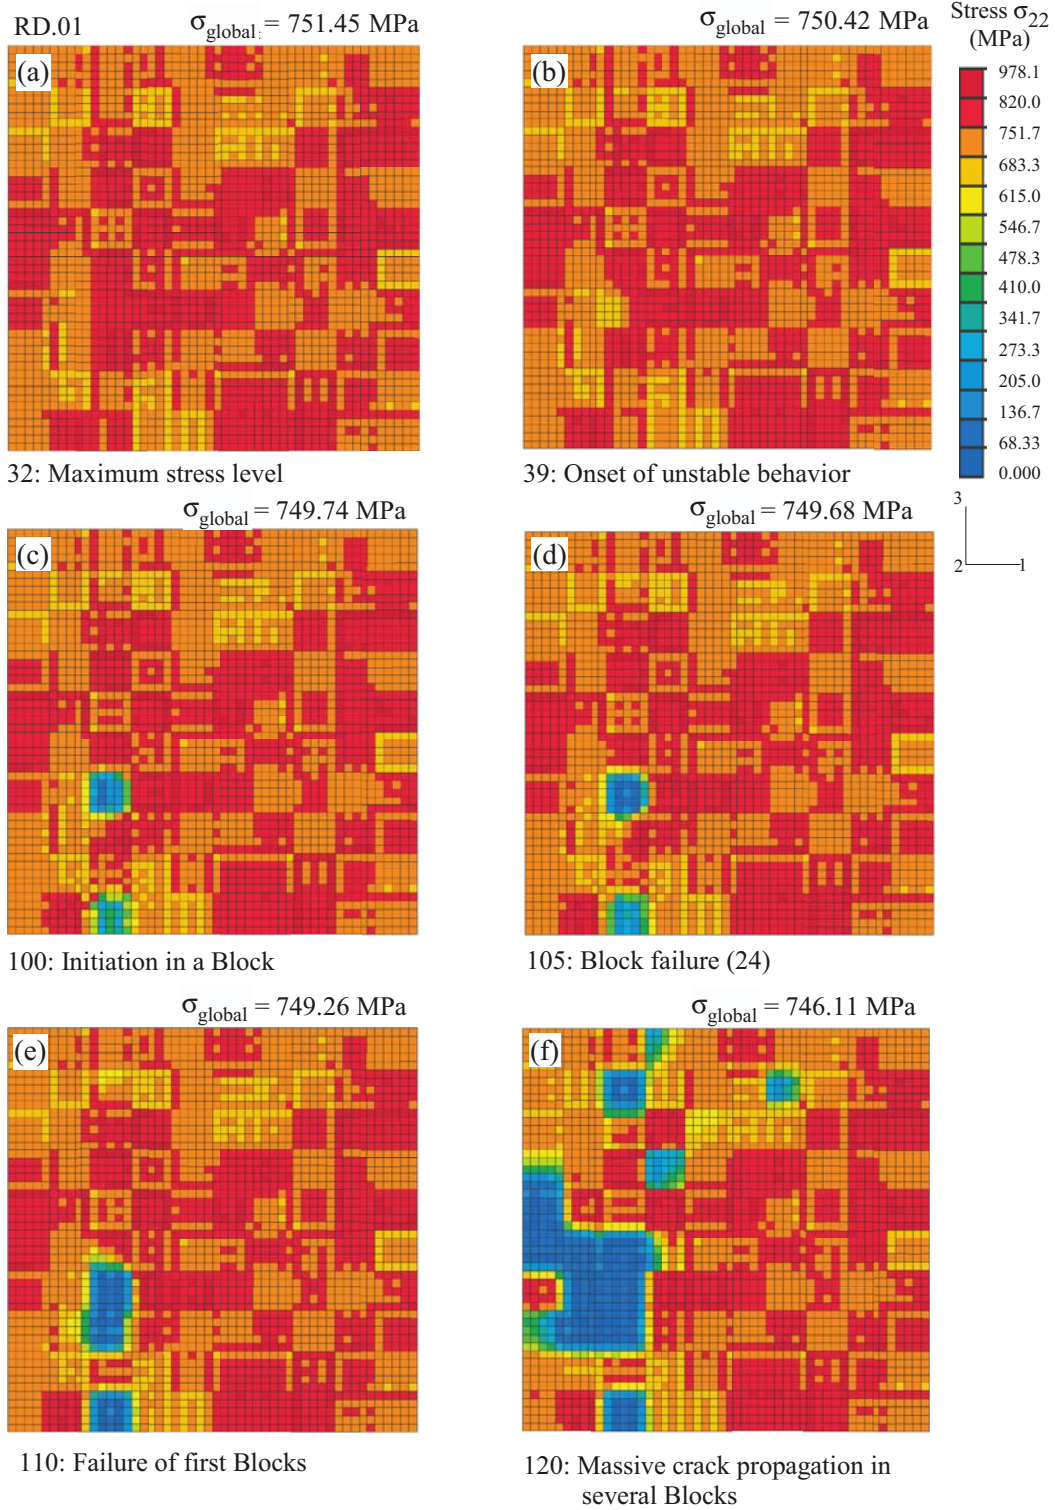 RD.01
σglobal: = 751.45 MPa
σglobal = 750.42 MPa
Stress σ22
(MPa)
(a)
(b)
978.1
820.0
751.7
683.3
615.0
546.7
478.3
410.0
341.7
273.3
205.0
136.7
68.33
0.000
32: Maximum stress level
39: Onset of unstable behavior
3
2
1
σglobal = 749.74 MPa
σglobal = 749.68 MPa
(c)
(d)
100: Initiation in a Block
105: Block failure (24)
σglobal = 749.26 MPa
σglobal = 746.11 MPa
(e)
(f)
110: Failure of first Blocks
120: Massive crack propagation in
several Blocks